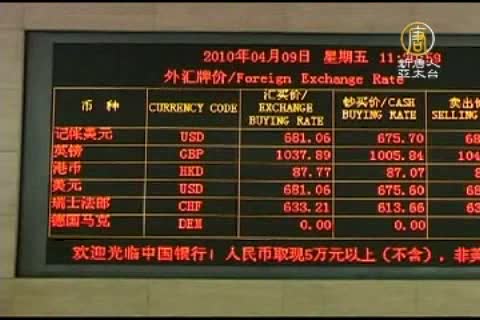 2010年04月09日 星期五
外汇牌价/Foreign Exchange Rate
币种 CURRENCY CODE 汇买价/EXCHANGE BUYING RATE 钞买价/CASH BUYING RATE 卖出 SELLING
记帐美元 USD 681.06 675.70
英镑 GBP 1037.89 1005.84
港币 HKD 87.77 87.07
美元 USD 681.06 675.60
瑞士法郎 CHF 633.21 613.66
德国马克 DEM 0.00 0.00
欢迎光临中国银行! 人民币取现5万元以上(不含), 非
唐
新唐人
亚太台